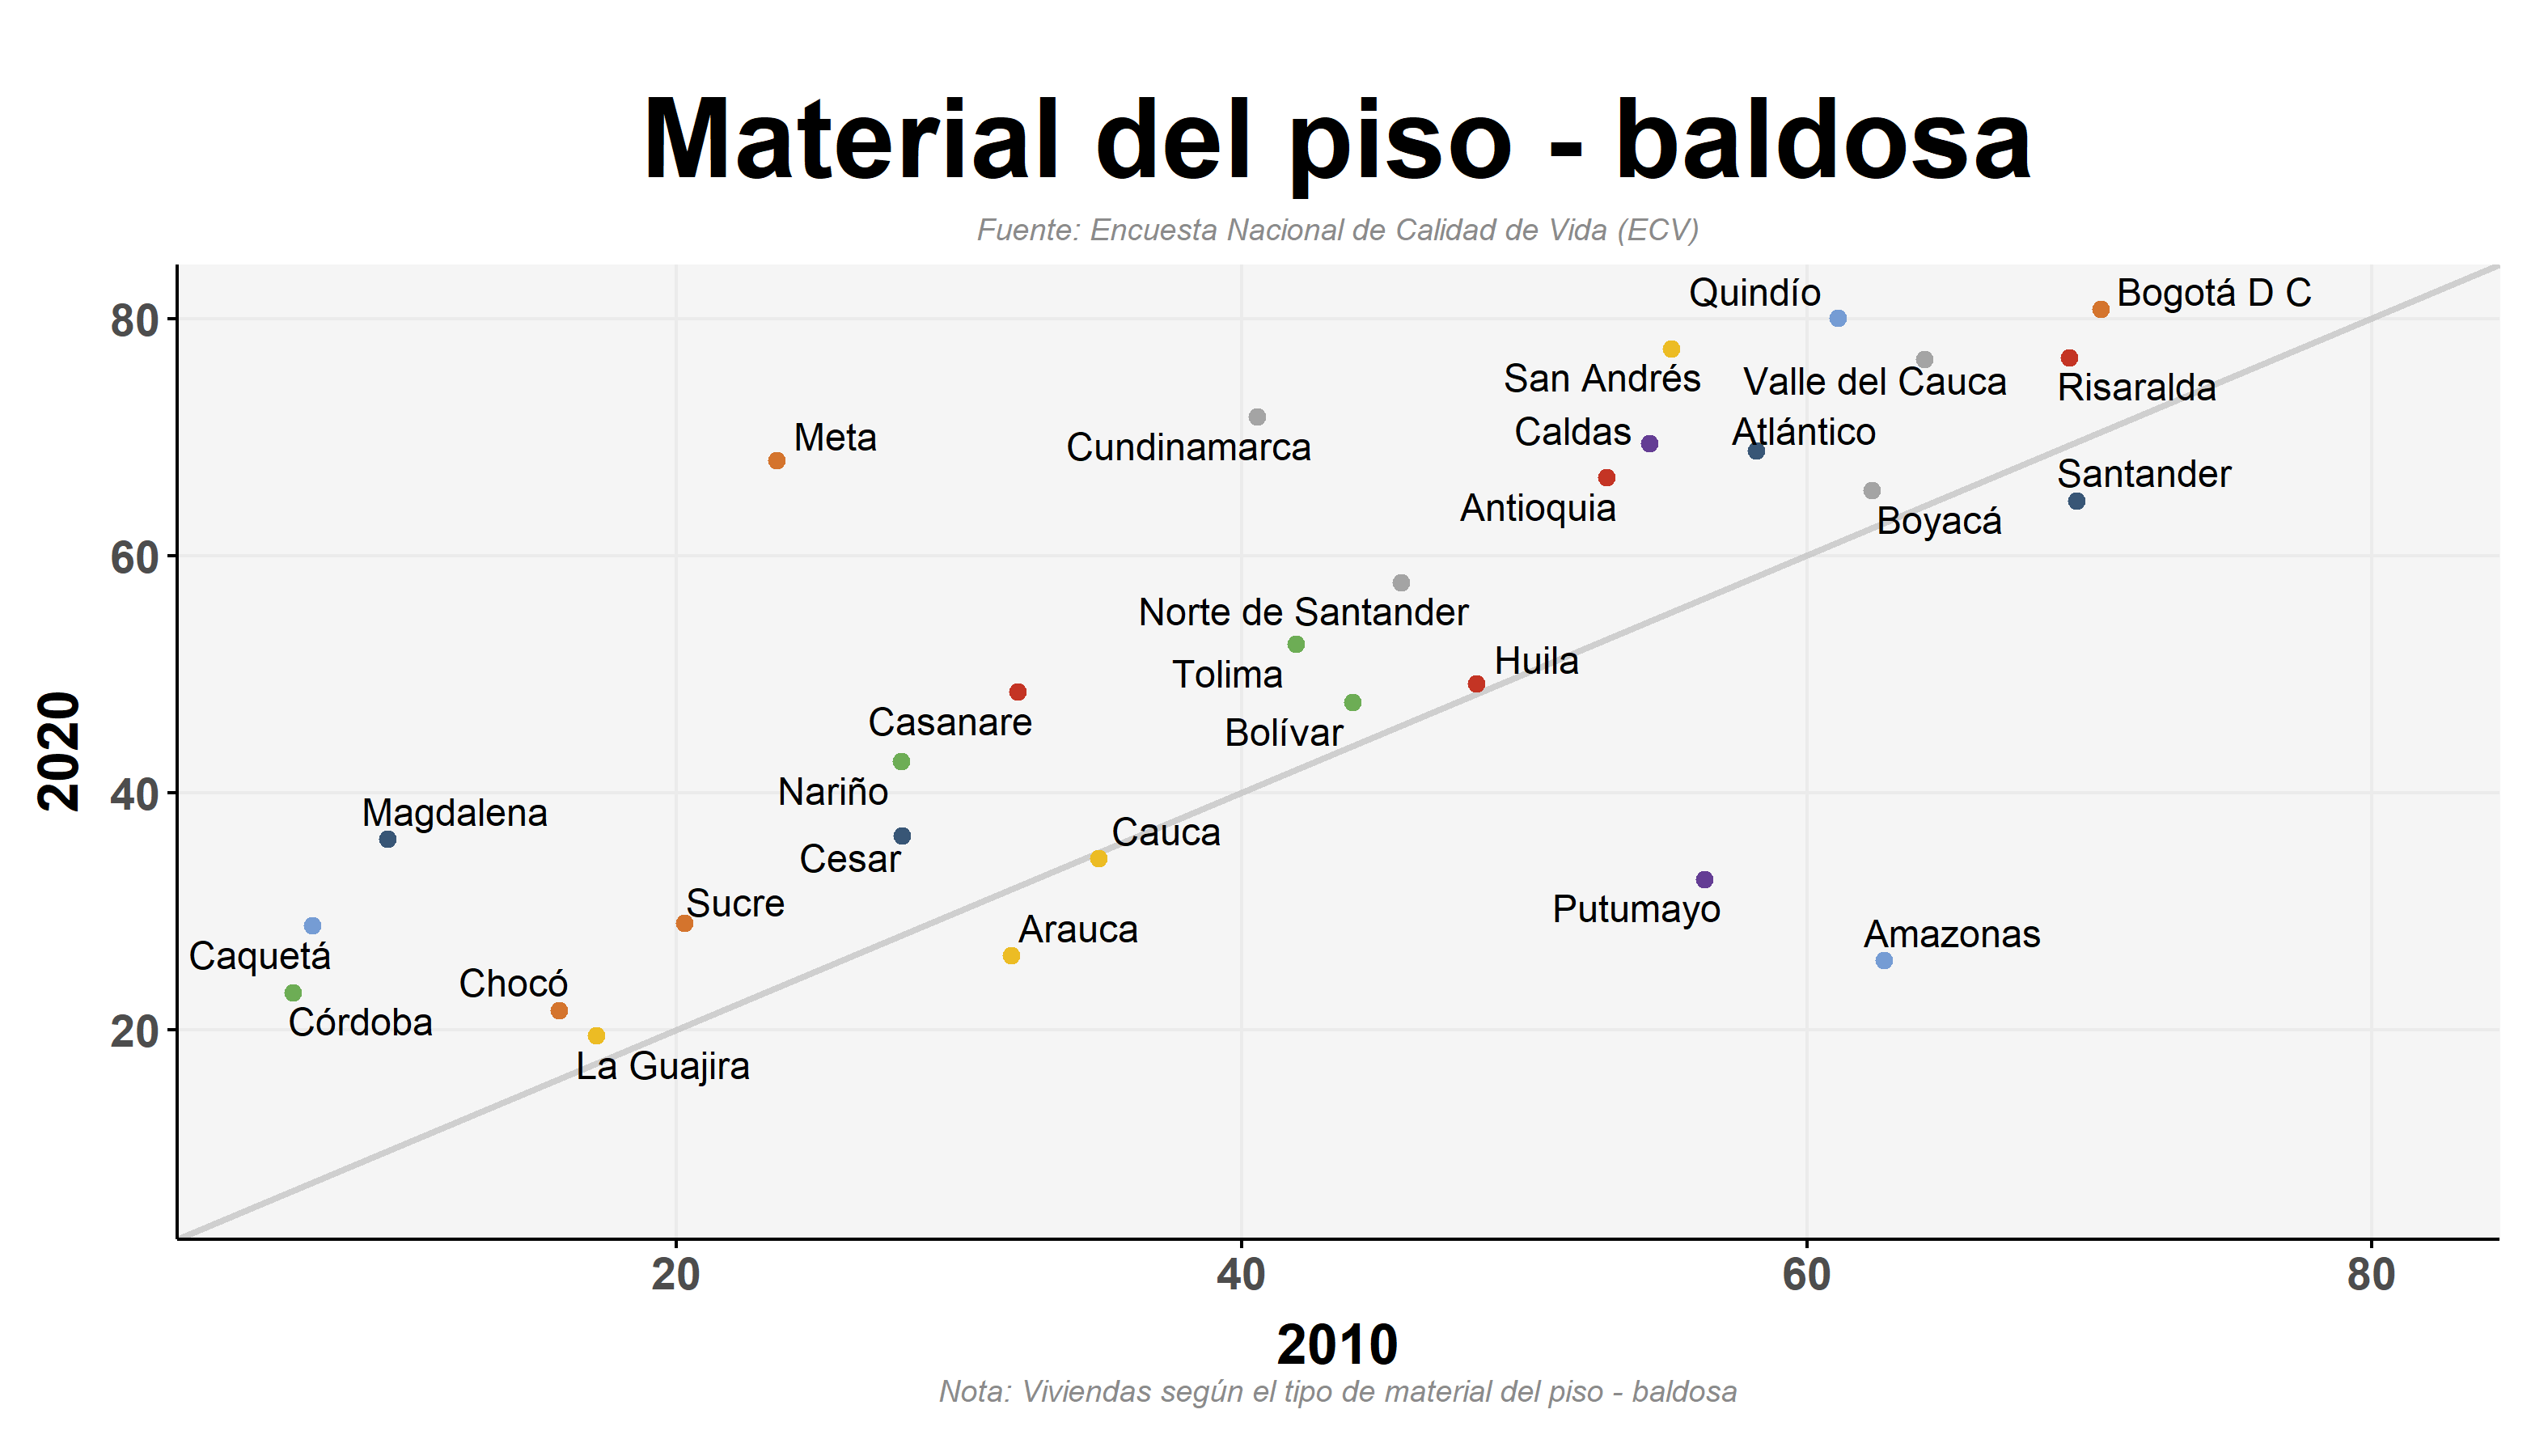 Material del piso - baldosa
Fuente: Encuesta Nacional de Calidad de Vida (ECV)
2020
80
60
40
20
Quindío
Bogotá D C
San Andrés
Valle del Cauca
Risaralda
Meta
Cundinamarca
Caldas
Atlántico
Santander
Antioquia
Boyacá
Norte de Santander
Huila
Tolima
Casanare
Bolívar
Nariño
Magdalena
Cauca
Cesar
Sucre
Putumayo
Arauca
Amazonas
Caquetá
Chocó
Córdoba
La Guajira
20
40
60
80
2010
Nota: Viviendas según el tipo de material del piso - baldosa